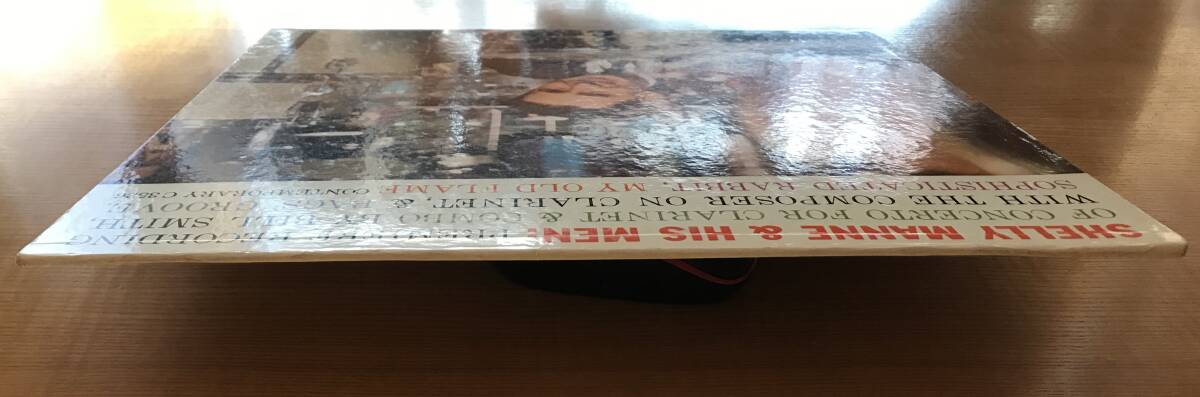 SHELLY MANNE & HIS MEN: PREMIERE RECORDING
OF CONCERTO FOR CLARINET & COMBO BY BILL SMITH,
WITH THE COMPOSER ON CLARINET, & BAGS' GROOVE,
SOPHISTICATED RABBIT, MY OLD FLAME CONTEMPORARY